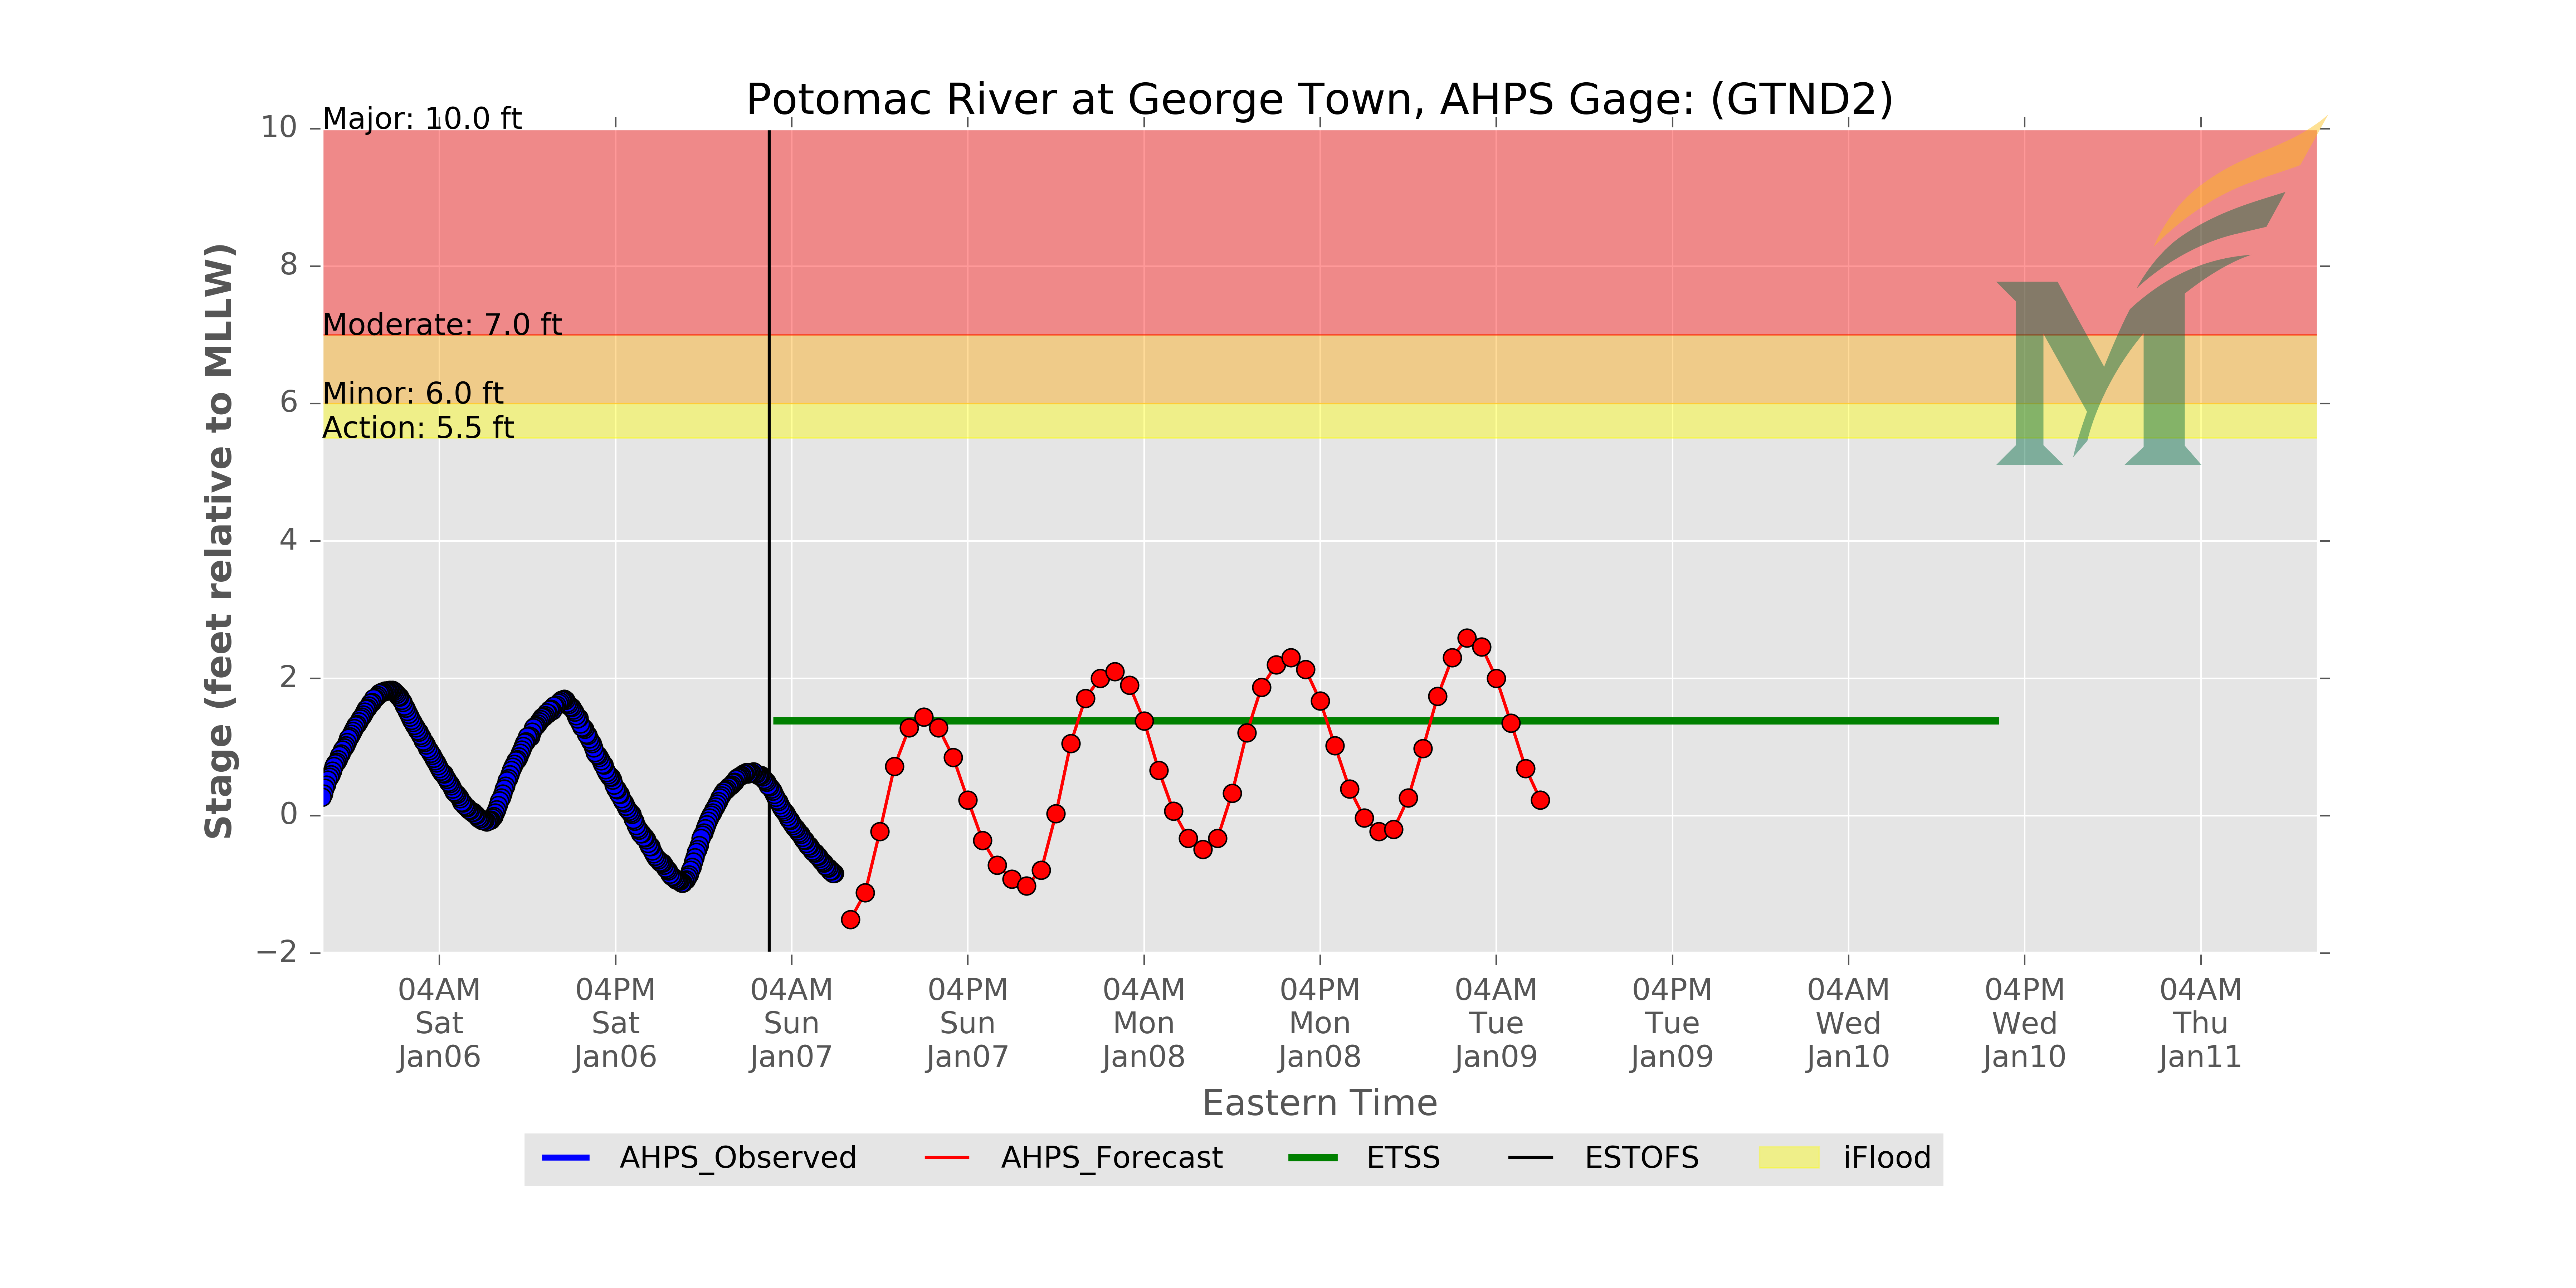 Potomac River at George Town, AHPS Gage: (GTND2)
Major: 10.0 ft
Moderate: 7.0 ft
Minor: 6.0 ft
Action: 5.5 ft
Stage (feet relative to MLLW)
10
8
6
4
2
0
−2
04AM 04PM 04AM 04PM 04AM 04PM 04AM 04PM 04AM 04PM 04AM
Sat Sat Sun Sun Mon Mon Tue Tue Wed Wed Thu
Jan06 Jan06 Jan07 Jan07 Jan08 Jan08 Jan09 Jan09 Jan10 Jan10 Jan11
Eastern Time
AHPS_Observed AHPS_Forecast ETSS ESTOFS iFlood
M